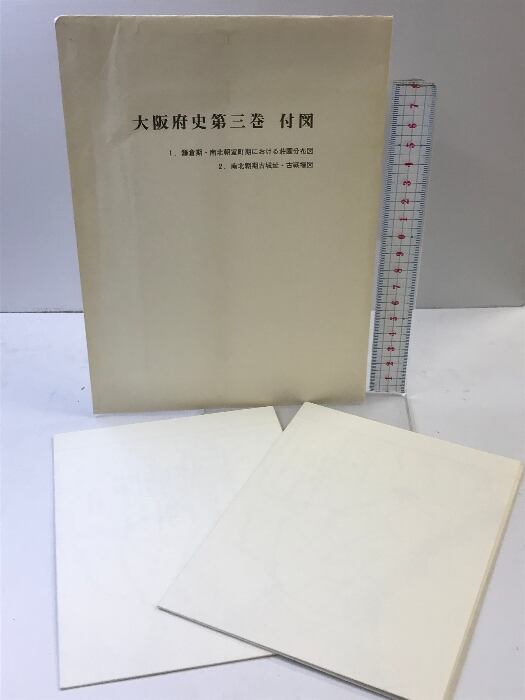 大阪府史第三巻 付図
1. 鎌倉期・南北朝室町期における荘園分布図
2. 南北朝期古城址・古戦場図